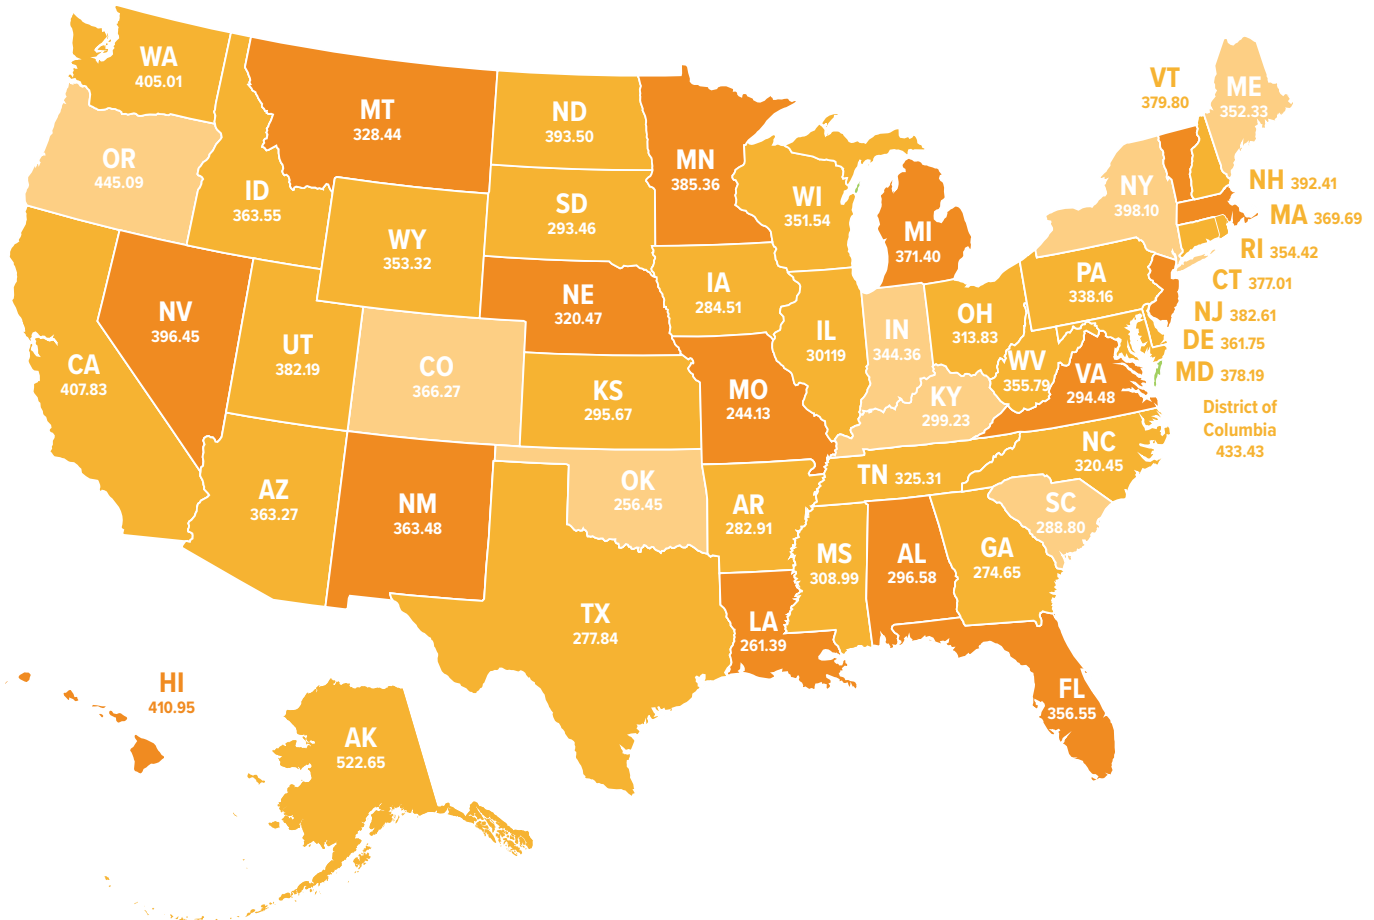 WA
405.01
OR
445.09
CA
407.83
NV
396.45
ID
363.55
MT
328.44
WY
353.32
UT
382.19
CO
366.27
AZ
363.27
NM
363.48
ND
393.50
SD
293.46
NE
320.47
KS
295.67
OK
256.45
TX
277.84
MN
385.36
IA
284.51
MO
244.13
AR
282.91
LA
261.39
WI
351.54
IL
30119
MI
371.40
IN
344.36
OH
313.83
KY
299.23
TN 325.31
MS
308.99
AL
296.58
GA
274.65
FL
356.55
SC
288.80
NC
320.45
VA
294.48
WV
355.79
PA
338.16
NY
398.10
VT
379.80
ME
352.33
NH 392.41
MA 369.69
RI 354.42
CT 377.01
NJ 382.61
DE 361.75
MD 378.19
District of
Columbia
433.43
HI
410.95
AK
522.65